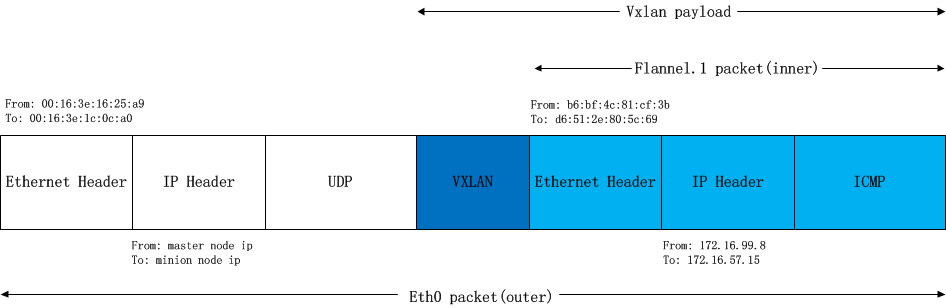 Vxlan payload
Flannel.1 packet(inner)
From: 00:16:3e:16:25:a9
To: 00:16:3e:1c:0c:a0
From: b6:bf:4c:81:cf:3b
To: d6:51:2e:80:5c:69
Ethernet Header IP Header UDP VXLAN Ethernet Header IP Header ICMP
From: master node ip
To: minion node ip
From: 172.16.99.8
To: 172.16.57.15
Eth0 packet(outer)